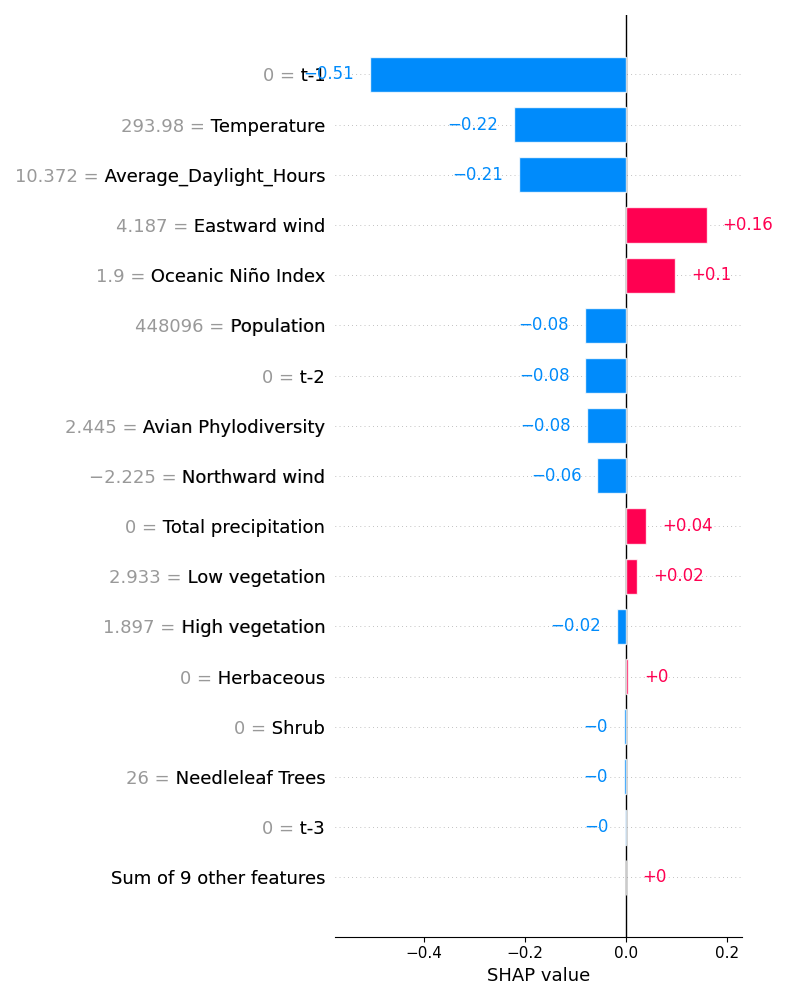 0 = t-1 −0.51
293.98 = Temperature −0.22
10.372 = Average_Daylight_Hours −0.21
4.187 = Eastward wind +0.16
1.9 = Oceanic Niño Index +0.1
448096 = Population −0.08
0 = t-2 −0.08
2.445 = Avian Phylodiversity −0.08
−2.225 = Northward wind −0.06
0 = Total precipitation +0.04
2.933 = Low vegetation +0.02
1.897 = High vegetation −0.02
0 = Herbaceous +0
0 = Shrub −0
26 = Needleleaf Trees −0
0 = t-3 −0
Sum of 9 other features +0
−0.4 −0.2 0.0 0.2
SHAP value